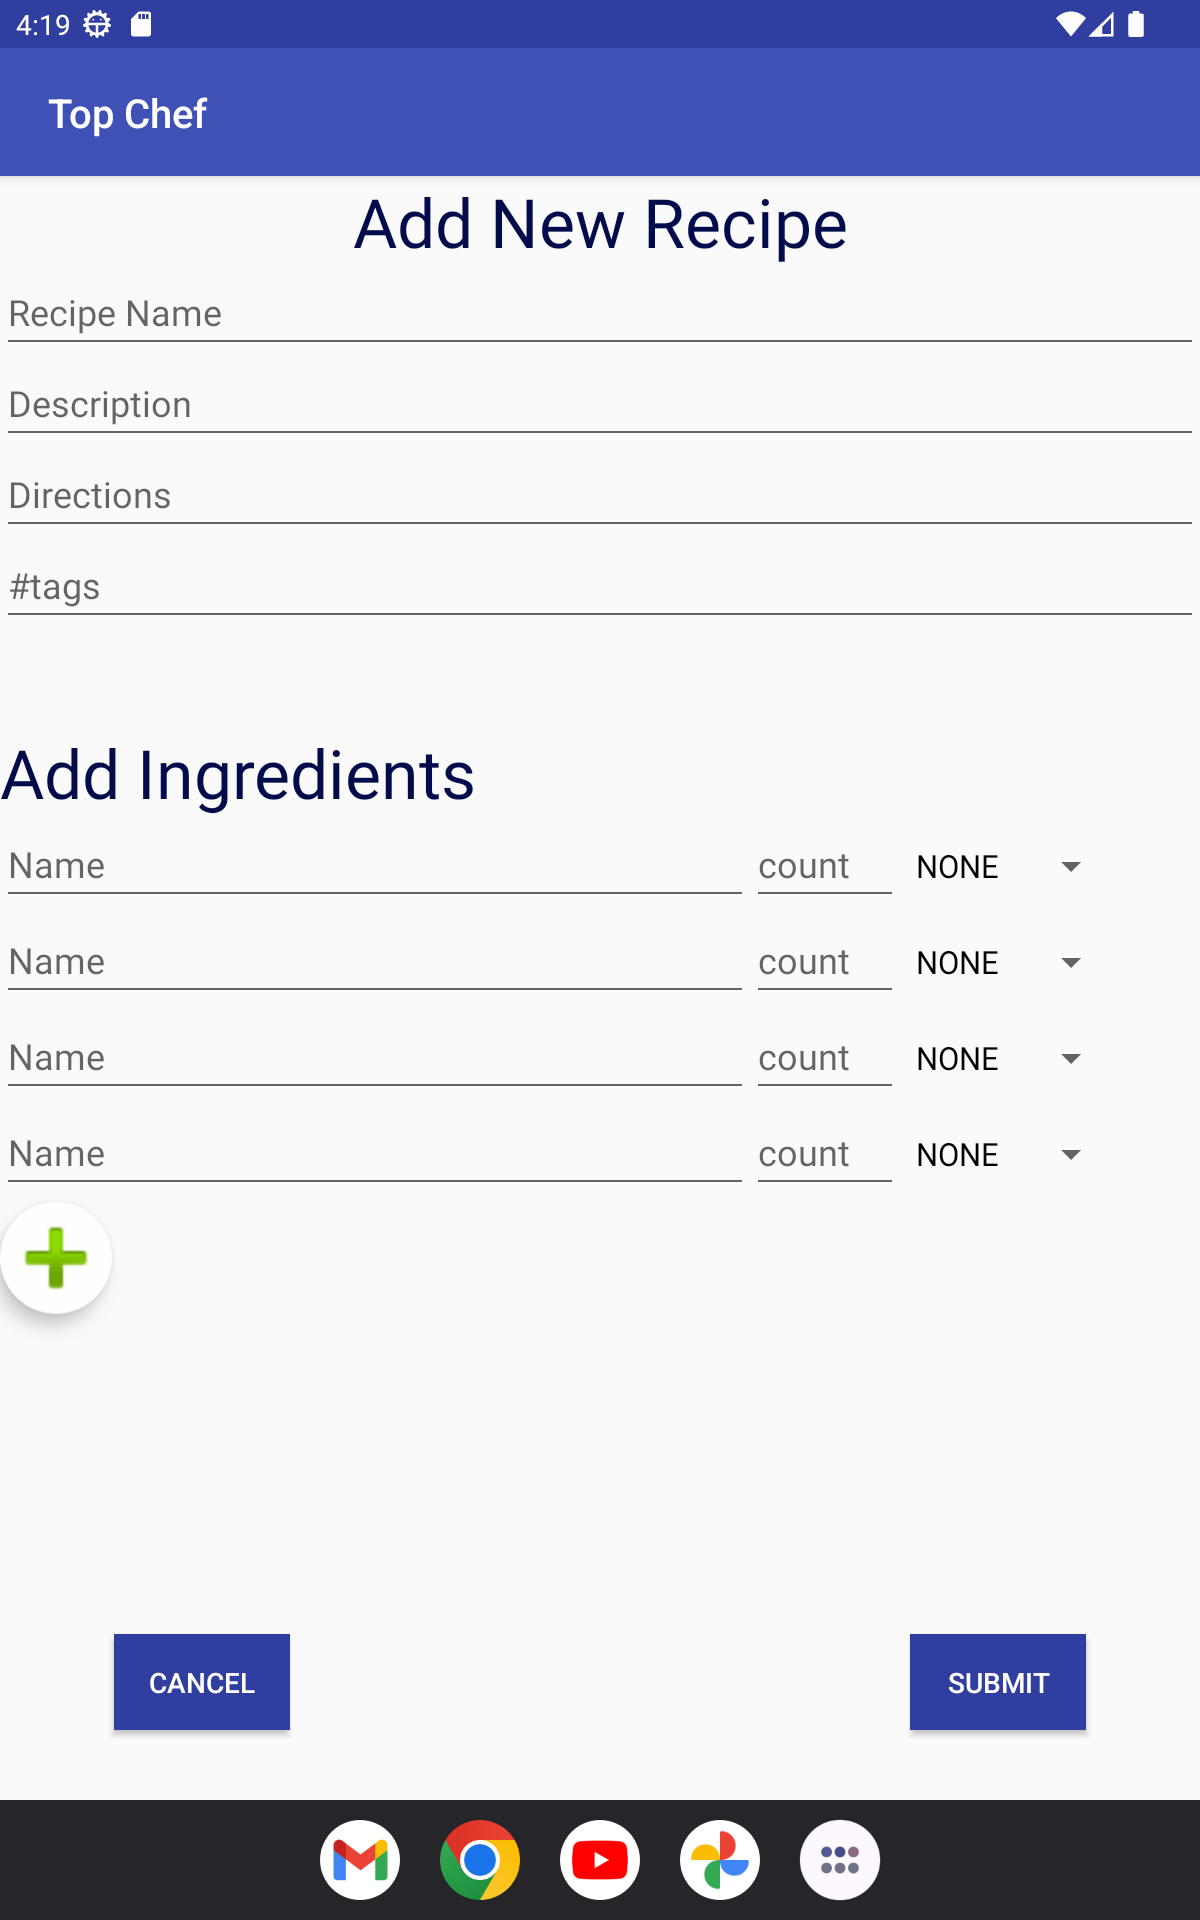 4:19
Top Chef
Add New Recipe
Recipe Name
Description
Directions
#tags
Add Ingredients
Name count NONE
Name count NONE
Name count NONE
Name count NONE
CANCEL SUBMIT